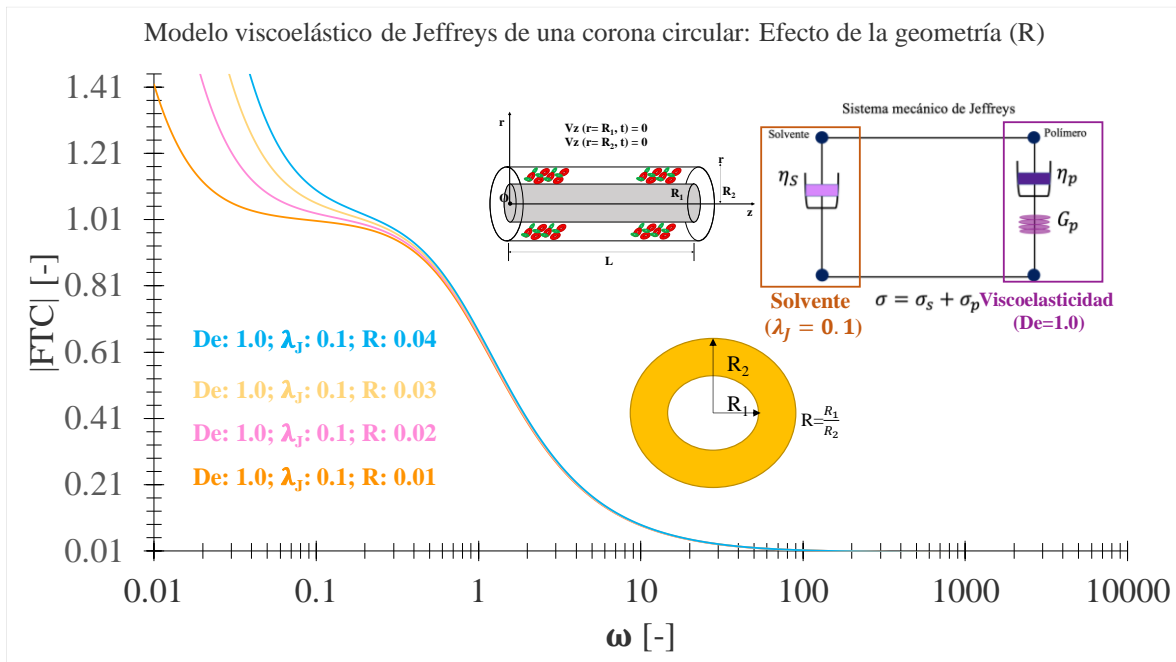 Modelo viscoelástico de Jeffreys de una corona circular: Efecto de la geometría (R)
|FTC| [-]
1.41
1.21
1.01
0.81
0.61
0.41
0.21
0.01
0.01
0.1
1
10
100
1000
10000
ω [-]
De: 1.0; λJ: 0.1; R: 0.04
De: 1.0; λJ: 0.1; R: 0.03
De: 1.0; λJ: 0.1; R: 0.02
De: 1.0; λJ: 0.1; R: 0.01
r
Vz (r= R1, t) = 0
Vz (r= R2, t) = 0
r
R1
R2
z
L
Sistema mecánico de Jeffreys
Solvente
ηS
Polímero
ηp
Gp
Solvente
(λJ = 0.1)
σ = σs + σp
Viscoelasticidad
(De=1.0)
R2
R1
R=R1/R2